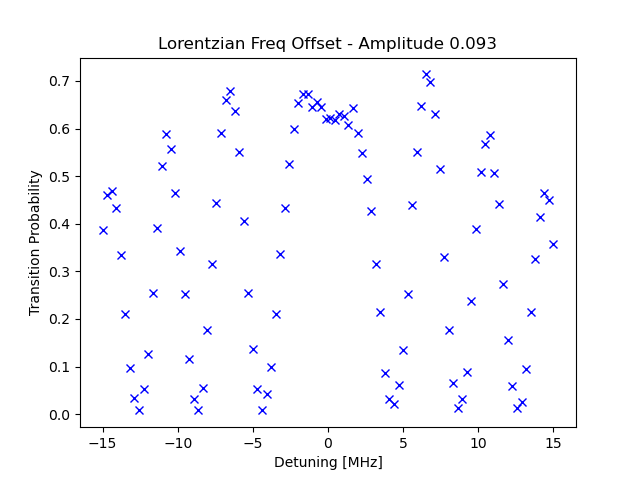 Lorentzian Freq Offset - Amplitude 0.093
0.7
0.6
0.5
0.4
0.3
0.2
0.1
0.0
Transition Probability
−15 −10 −5 0 5 10 15
Detuning [MHz]